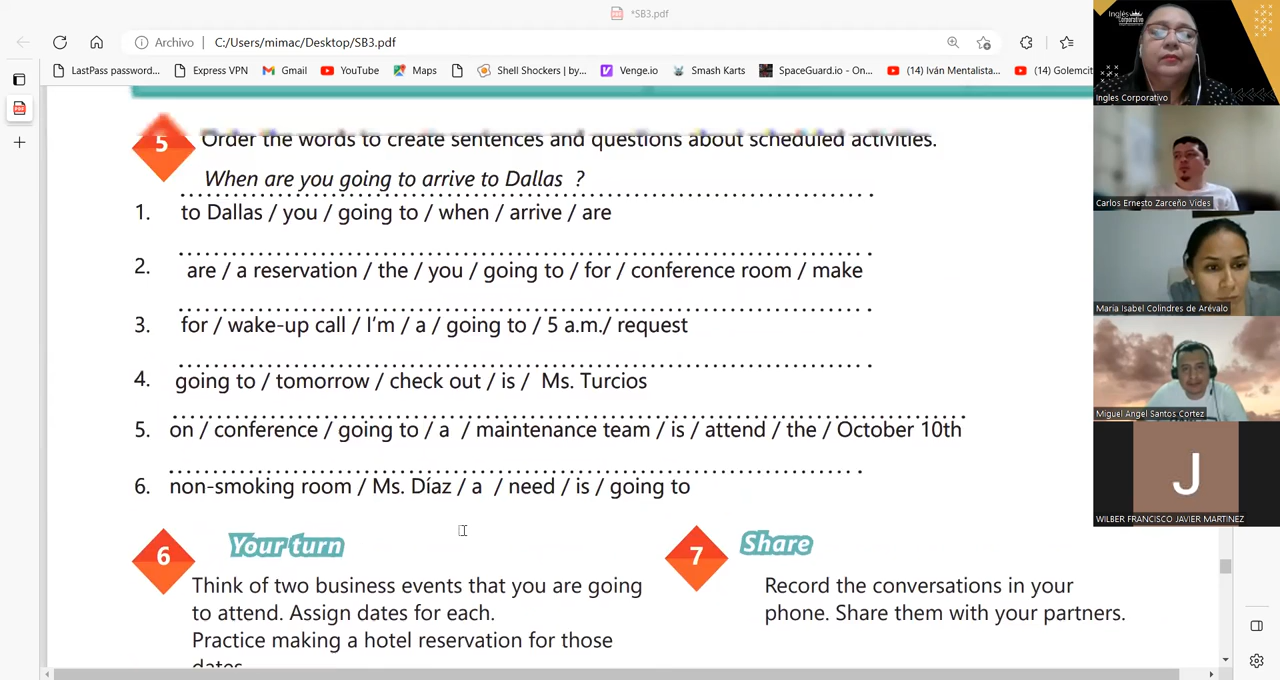 *SB3.pdf
Archivo | C:/Users/mimac/Desktop/SB3.pdf
LastPass password... Express VPN Gmail YouTube Maps Shell Shockers | by... Venge.io Smash Karts SpaceGuard.io - On... (14) Iván Mentalista... (14) Golemcit
Inglés Corporativo
Ingles Corporativo
Carlos Ernesto Zarceño Vides
Maria Isabel Colindres de Arévalo
Miguel Angel Santos Cortez
J
WILBER FRANCISCO JAVIER MARTINEZ
5 Order the words to create sentences and questions about scheduled activities.
When are you going to arrive to Dallas ?
1. to Dallas / you / going to / when / arrive / are
2. are / a reservation / the / you / going to / for / conference room / make
3. for / wake-up call / I'm / a / going to / 5 a.m./ request
4. going to / tomorrow / check out / is / Ms. Turcios
5. on / conference / going to / a / maintenance team / is / attend / the / October 10th
6. non-smoking room / Ms. Díaz / a / need / is / going to
6 Your turn
Think of two business events that you are going
to attend. Assign dates for each.
Practice making a hotel reservation for those
dates.
7 Share
Record the conversations in your
phone. Share them with your partners.